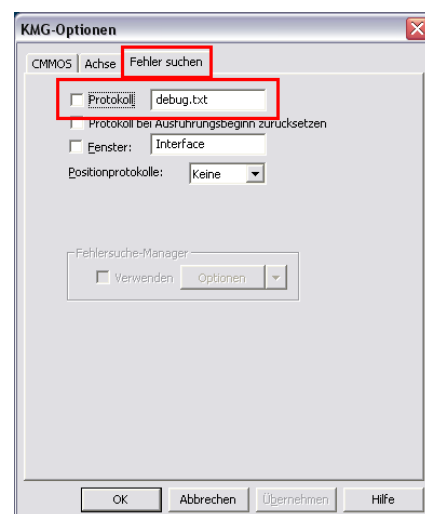 KMG-Optionen
CMMOS Achse Fehler suchen
Protokoll debug.txt
Protokoll bei Ausführungsbeginn zurücksetzen
Fenster: Interface
Positionprotokolle: Keine
Fehlersuche-Manager
Verwenden Optionen
OK Abbrechen Übernehmen Hilfe